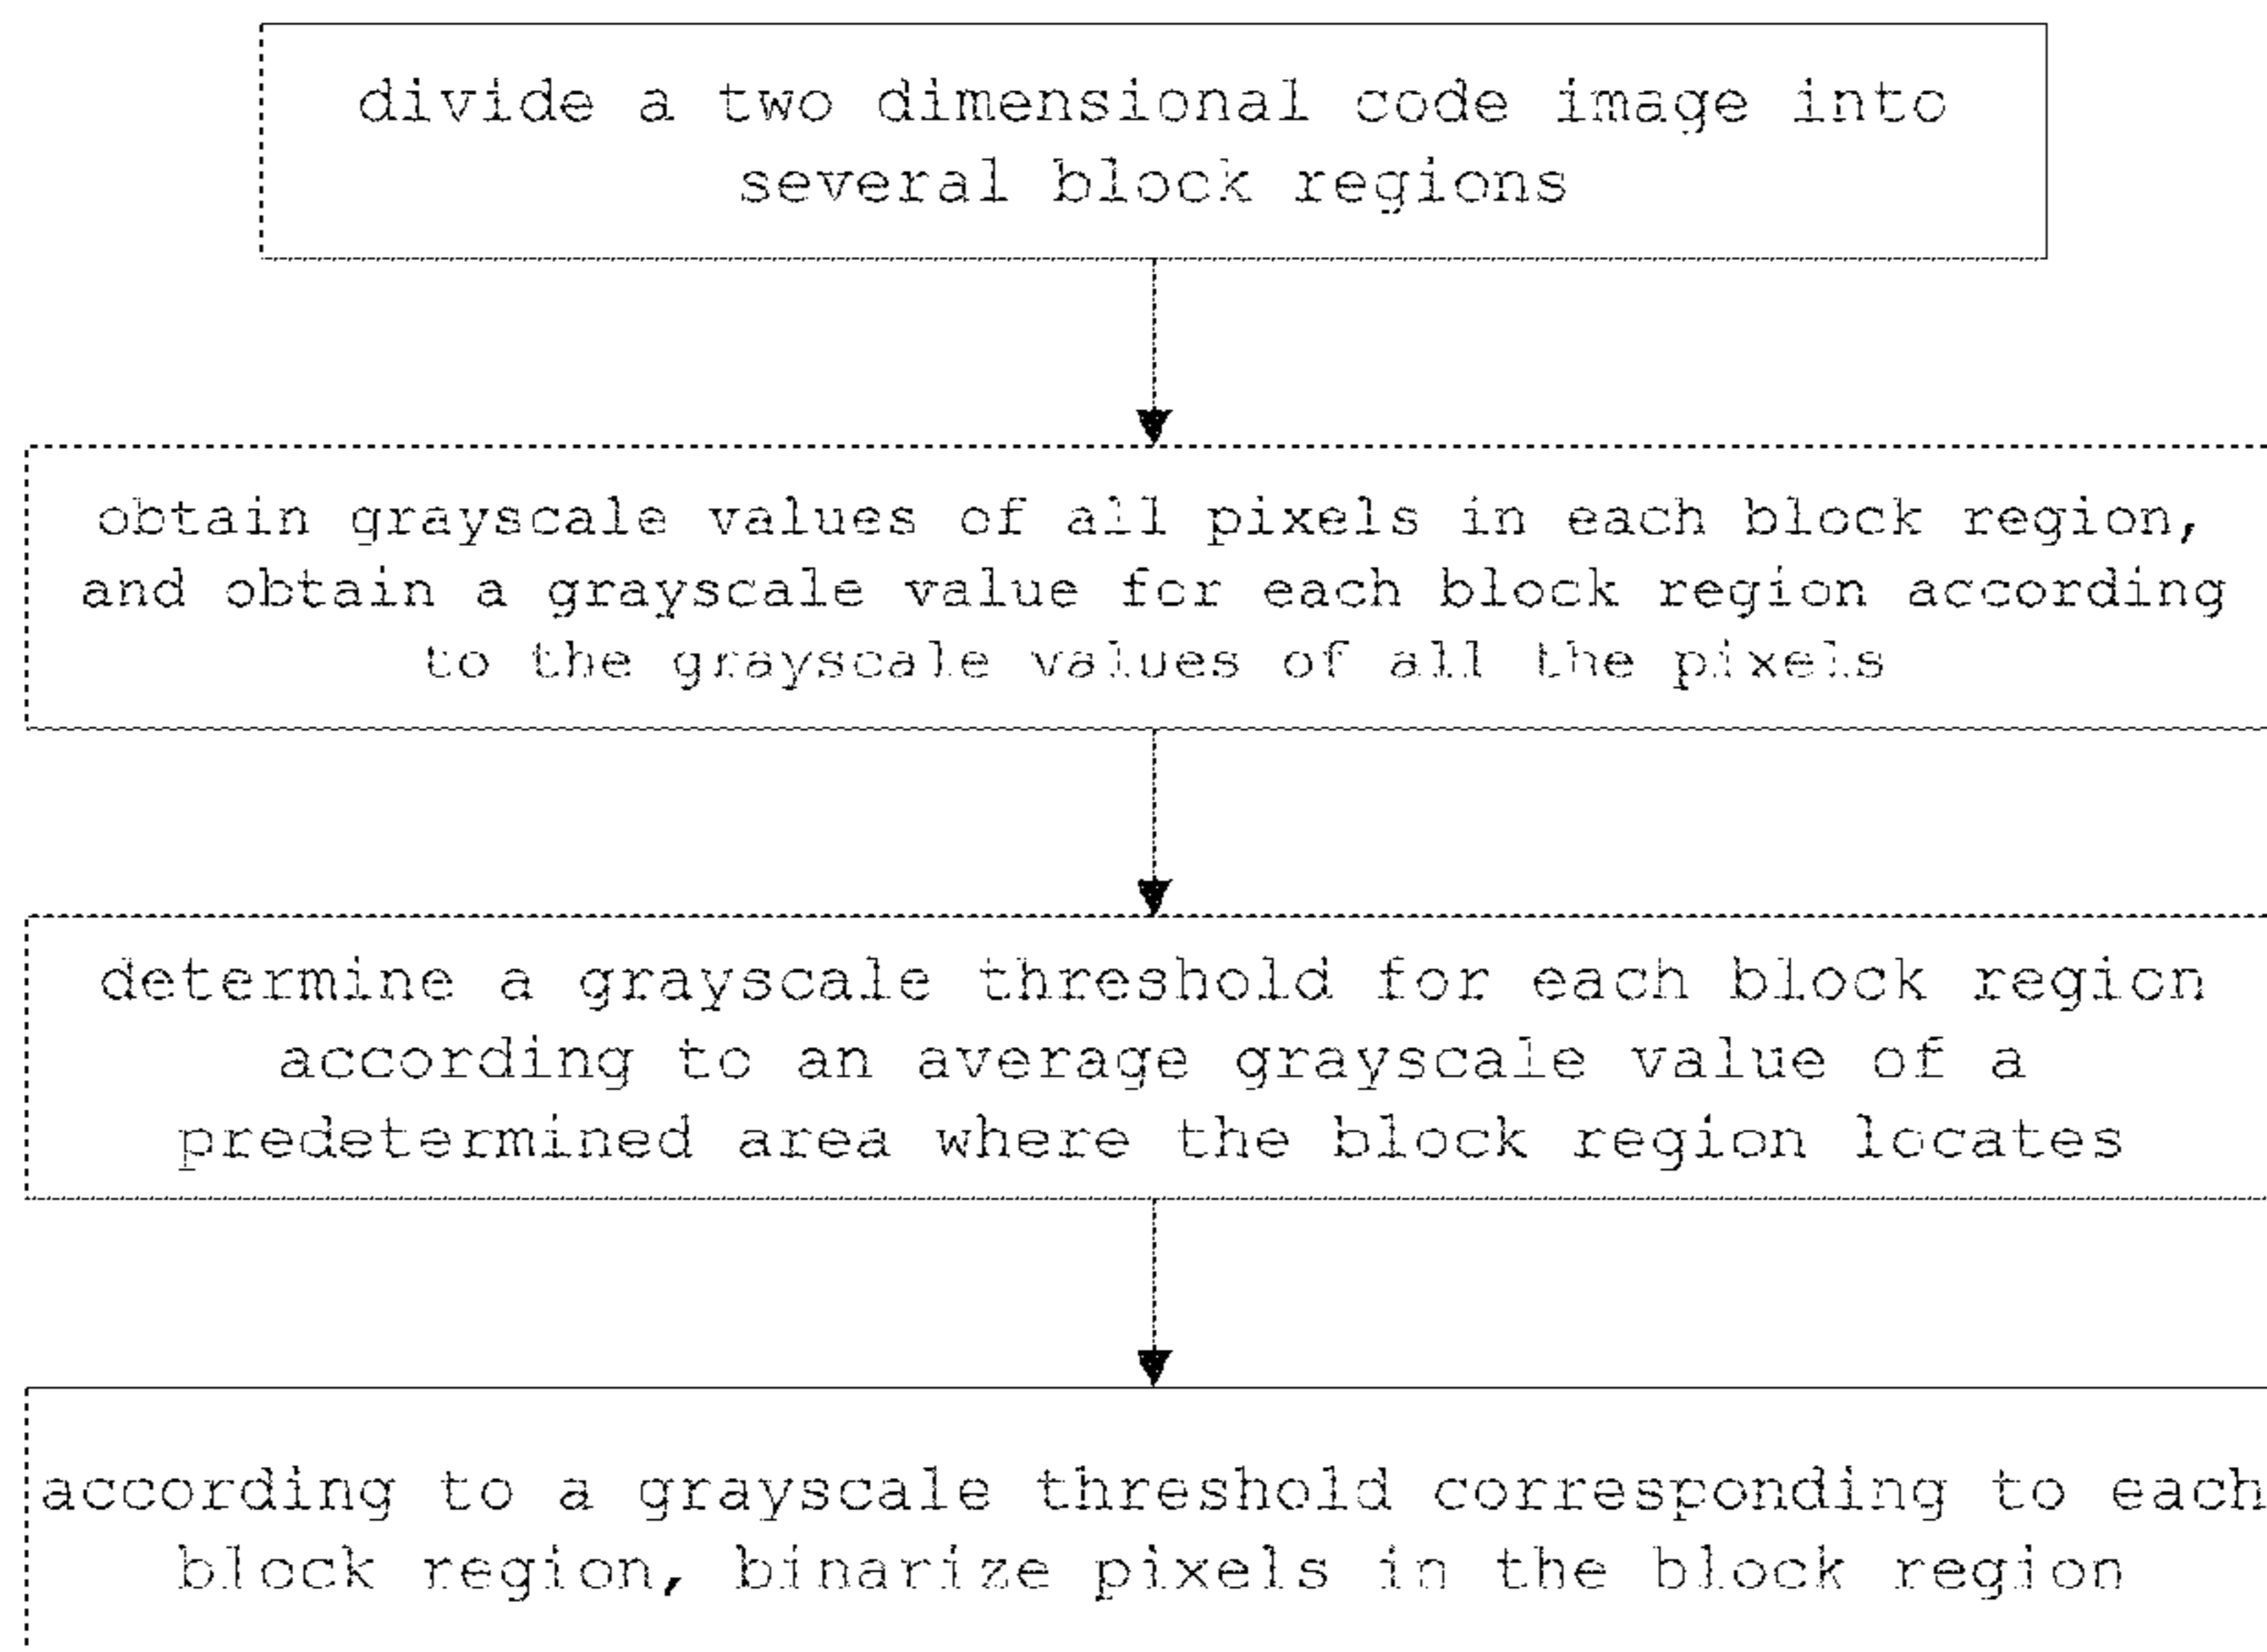 divide a two dimensional code image into
several block regions
obtain grayscale values of all pixels in each block region,
and obtain a grayscale value for each block region according
to the grayscale values of all the pixels
determine a grayscale threshold for each block region
according to an average grayscale value of a
predetermined area where the block region locates
according to a grayscale threshold corresponding to each
block region, binarize pixels in the block region